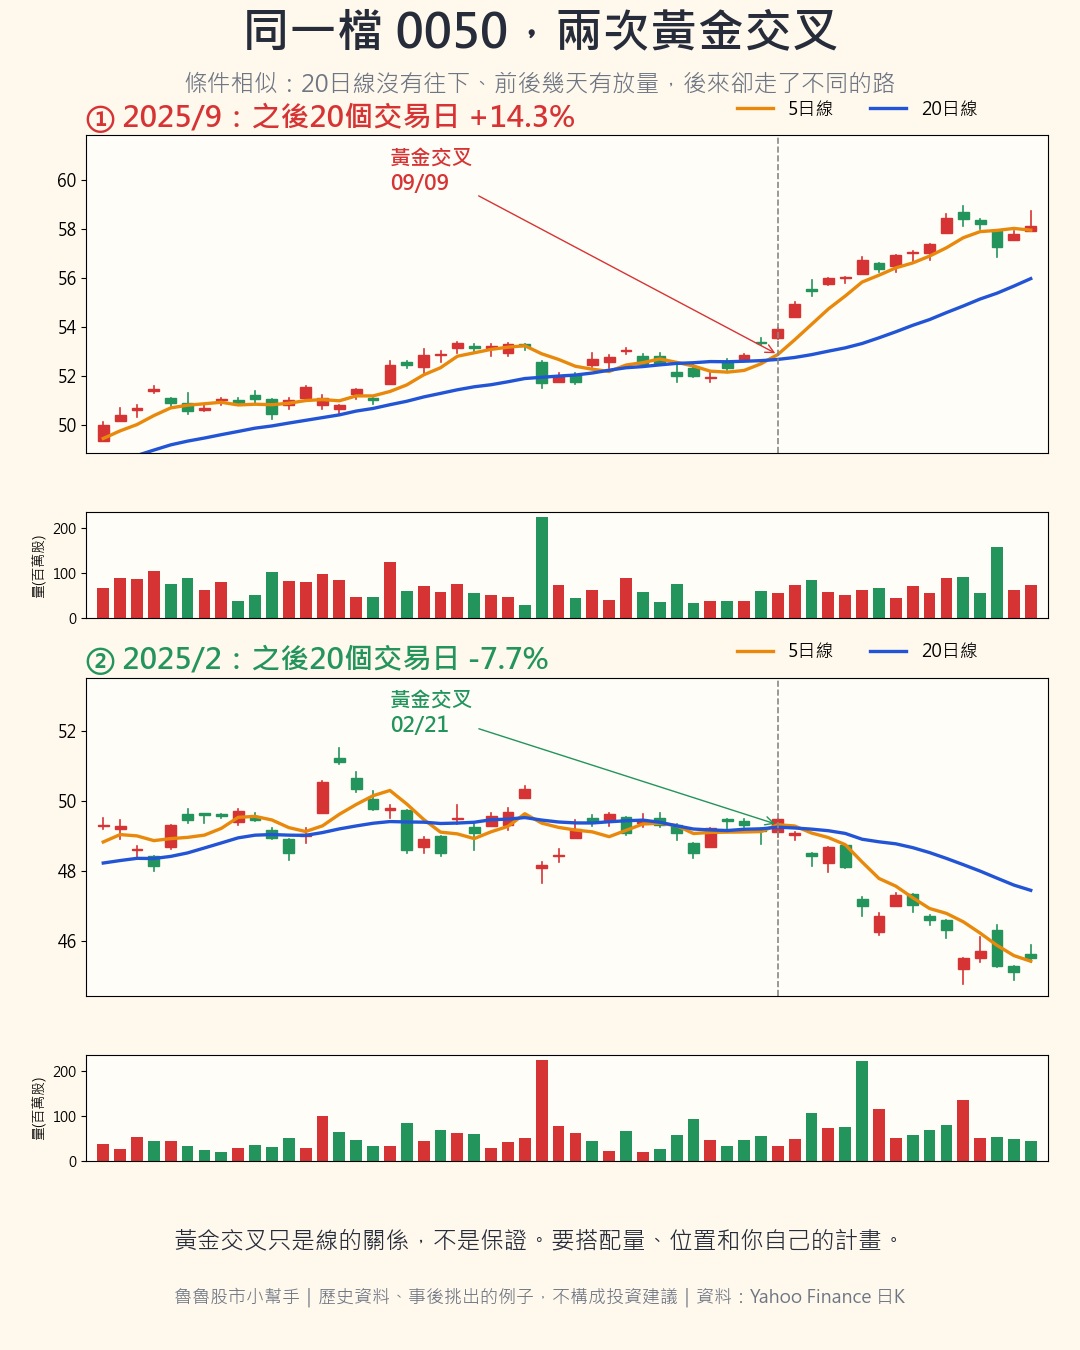 同一檔 0050，兩次黃金交叉
條件相似：20日線沒有往下、前後幾天有放量，後來卻走了不同的路
① 2025/9：之後20個交易日 +14.3%
5日線
20日線
黃金交叉
09/09
60
58
56
54
52
50
量(百萬股)
200
100
0
② 2025/2：之後20個交易日 -7.7%
5日線
20日線
黃金交叉
02/21
52
50
48
46
量(百萬股)
200
100
0
黃金交叉只是線的關係，不是保證。要搭配量、位置和你自己的計畫。
魯魯股市小幫手｜歷史資料、事後挑出的例子，不構成投資建議｜資料：Yahoo Finance 日K